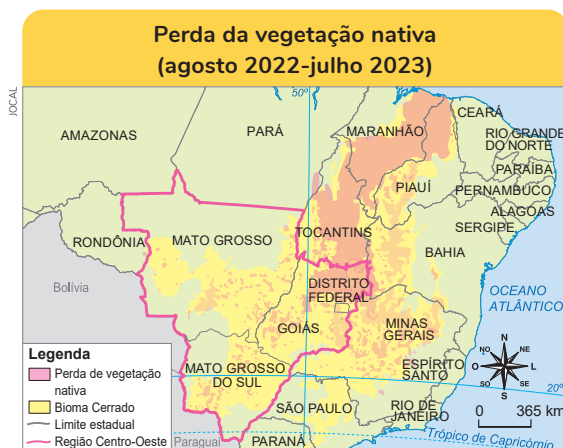 Perda da vegetação nativa
(agosto 2022-julho 2023)
JOCAL
50°
CEARÁ
AMAZONAS
PARÁ
MARANHÃO
RIO GRANDE
DO NORTE
PARAÍBA
PIAUÍ
PERNAMBUCO
ALAGOAS
SERGIPE
TOCANTINS
RONDÔNIA
MATO GROSSO
BAHIA
Bolívia
DISTRITO
FEDERAL
OCEANO
ATLÂNTICO
GOIÁS
MINAS
GERAIS
N
NO
NE
O
L
SO
SE
S
ESPÍRITO
SANTO
20°
MATO GROSSO
DO SUL
SÃO PAULO
RIO DE
JANEIRO
0 365 km
Trópico de Capricórnio
Paraguai
PARANÁ
Legenda
Perda de vegetação
nativa
Bioma Cerrado
Limite estadual
Região Centro-Oeste